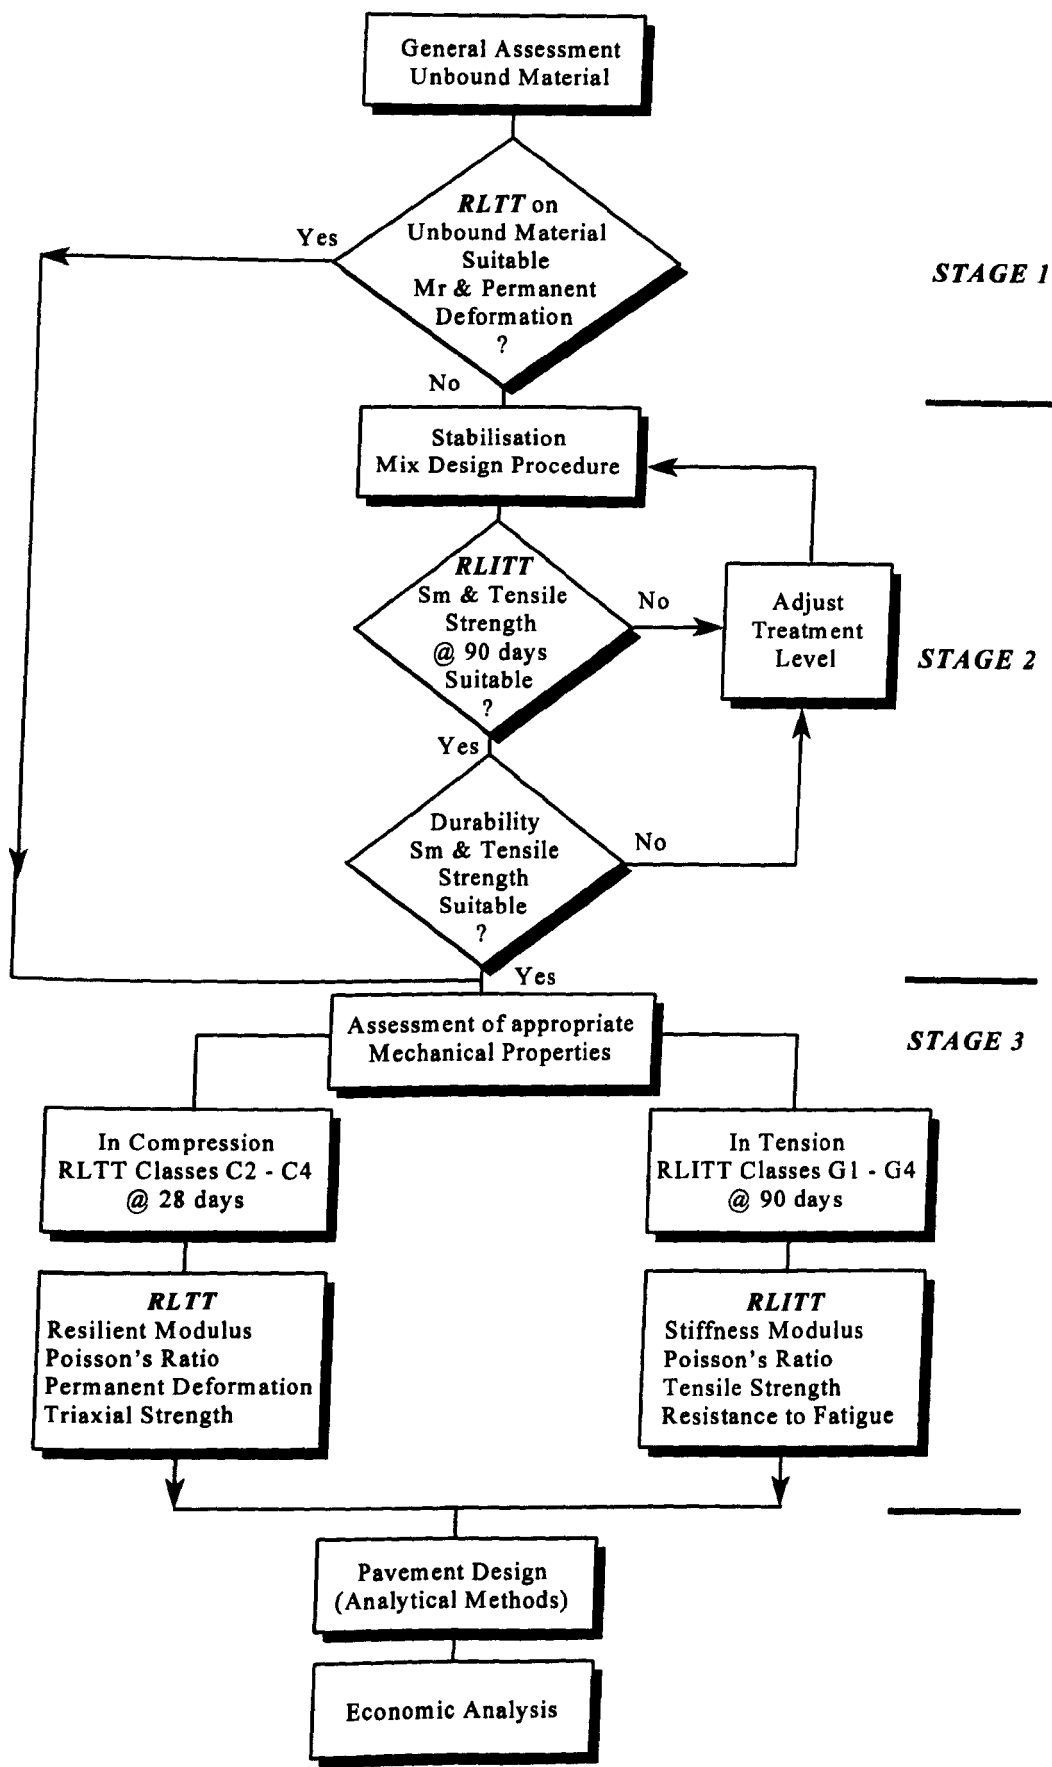 General Assessment
Unbound Material
RLTT on
Unbound Material
Suitable
Mr & Permanent
Deformation
?
Yes
STAGE 1
No
Stabilisation
Mix Design Procedure
RLITT
Sm & Tensile
Strength
@ 90 days
Suitable
?
No
Adjust
Treatment
Level
STAGE 2
Yes
Durability
Sm & Tensile
Strength
Suitable
?
No
Yes
Assessment of appropriate
Mechanical Properties
STAGE 3
In Compression
RLTT Classes C2 - C4
@ 28 days
In Tension
RLITT Classes G1 - G4
@ 90 days
RLTT
Resilient Modulus
Poisson's Ratio
Permanent Deformation
Triaxial Strength
RLITT
Stiffness Modulus
Poisson's Ratio
Tensile Strength
Resistance to Fatigue
Pavement Design
(Analytical Methods)
Economic Analysis